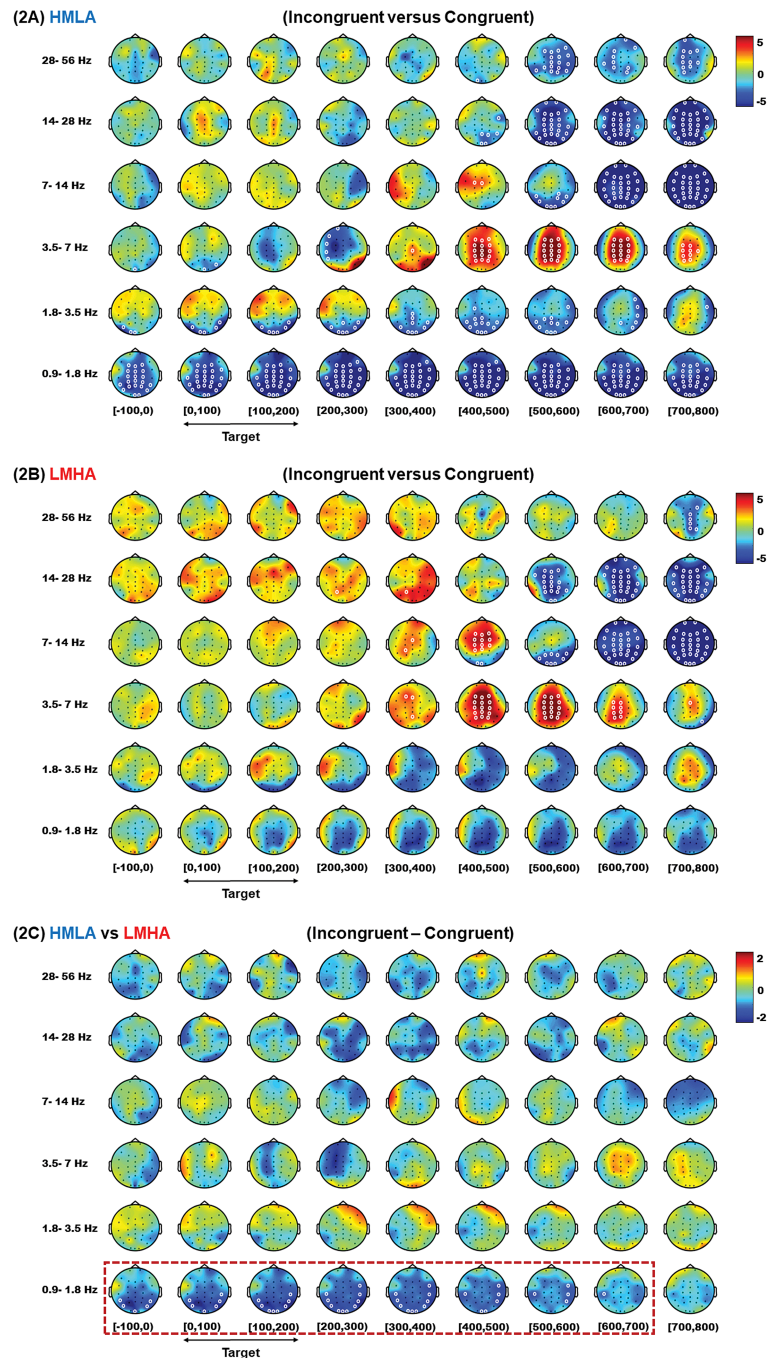 (2A) HMLA (Incongruent versus Congruent)
28- 56 Hz
5
0
-5
14- 28 Hz
7- 14 Hz
3.5- 7 Hz
1.8- 3.5 Hz
0.9- 1.8 Hz
[-100,0) [0,100) [100,200) [200,300) [300,400) [400,500) [500,600) [600,700) [700,800)
Target
(2B) LMHA (Incongruent versus Congruent)
28- 56 Hz
5
0
-5
14- 28 Hz
7- 14 Hz
3.5- 7 Hz
1.8- 3.5 Hz
0.9- 1.8 Hz
[-100,0) [0,100) [100,200) [200,300) [300,400) [400,500) [500,600) [600,700) [700,800)
Target
(2C) HMLA vs LMHA (Incongruent – Congruent)
28- 56 Hz
2
0
-2
14- 28 Hz
7- 14 Hz
3.5- 7 Hz
1.8- 3.5 Hz
0.9- 1.8 Hz
[-100,0) [0,100) [100,200) [200,300) [300,400) [400,500) [500,600) [600,700) [700,800)
Target